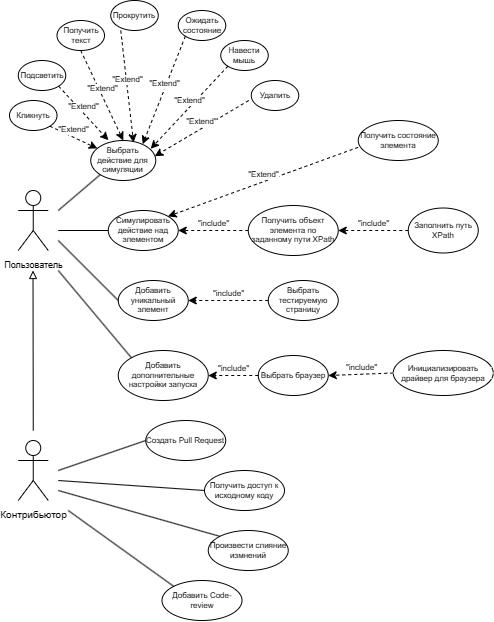 Прокрутить
Ожидать
состояние
Получить
текст
Навести
мышь
Подсветить
Удалить
Кликнуть
"Extend"
"Extend"
"Extend"
"Extend"
"Extend"
"Extend"
"Extend"
"Extend"
Выбрать
действие для
симуляции
Получить состояние
элемента
"Extend"
Симулировать
действие над
элементом
"include"
Получить объект
элемента по
заданному пути XPath
"include"
Заполнить путь
XPath
Пользователь
Добавить
уникальный
элемент
"include"
Выбрать
тестируемую
страницу
Добавить
дополнительные
настройки запуска
"include"
Выбрать браузер
"include"
Инициализировать
драйвер для браузера
Создать Pull Request
Получить доступ к
исходному коду
Контрибьютор
Произвести слияние
измнений
Добавить Code-
review